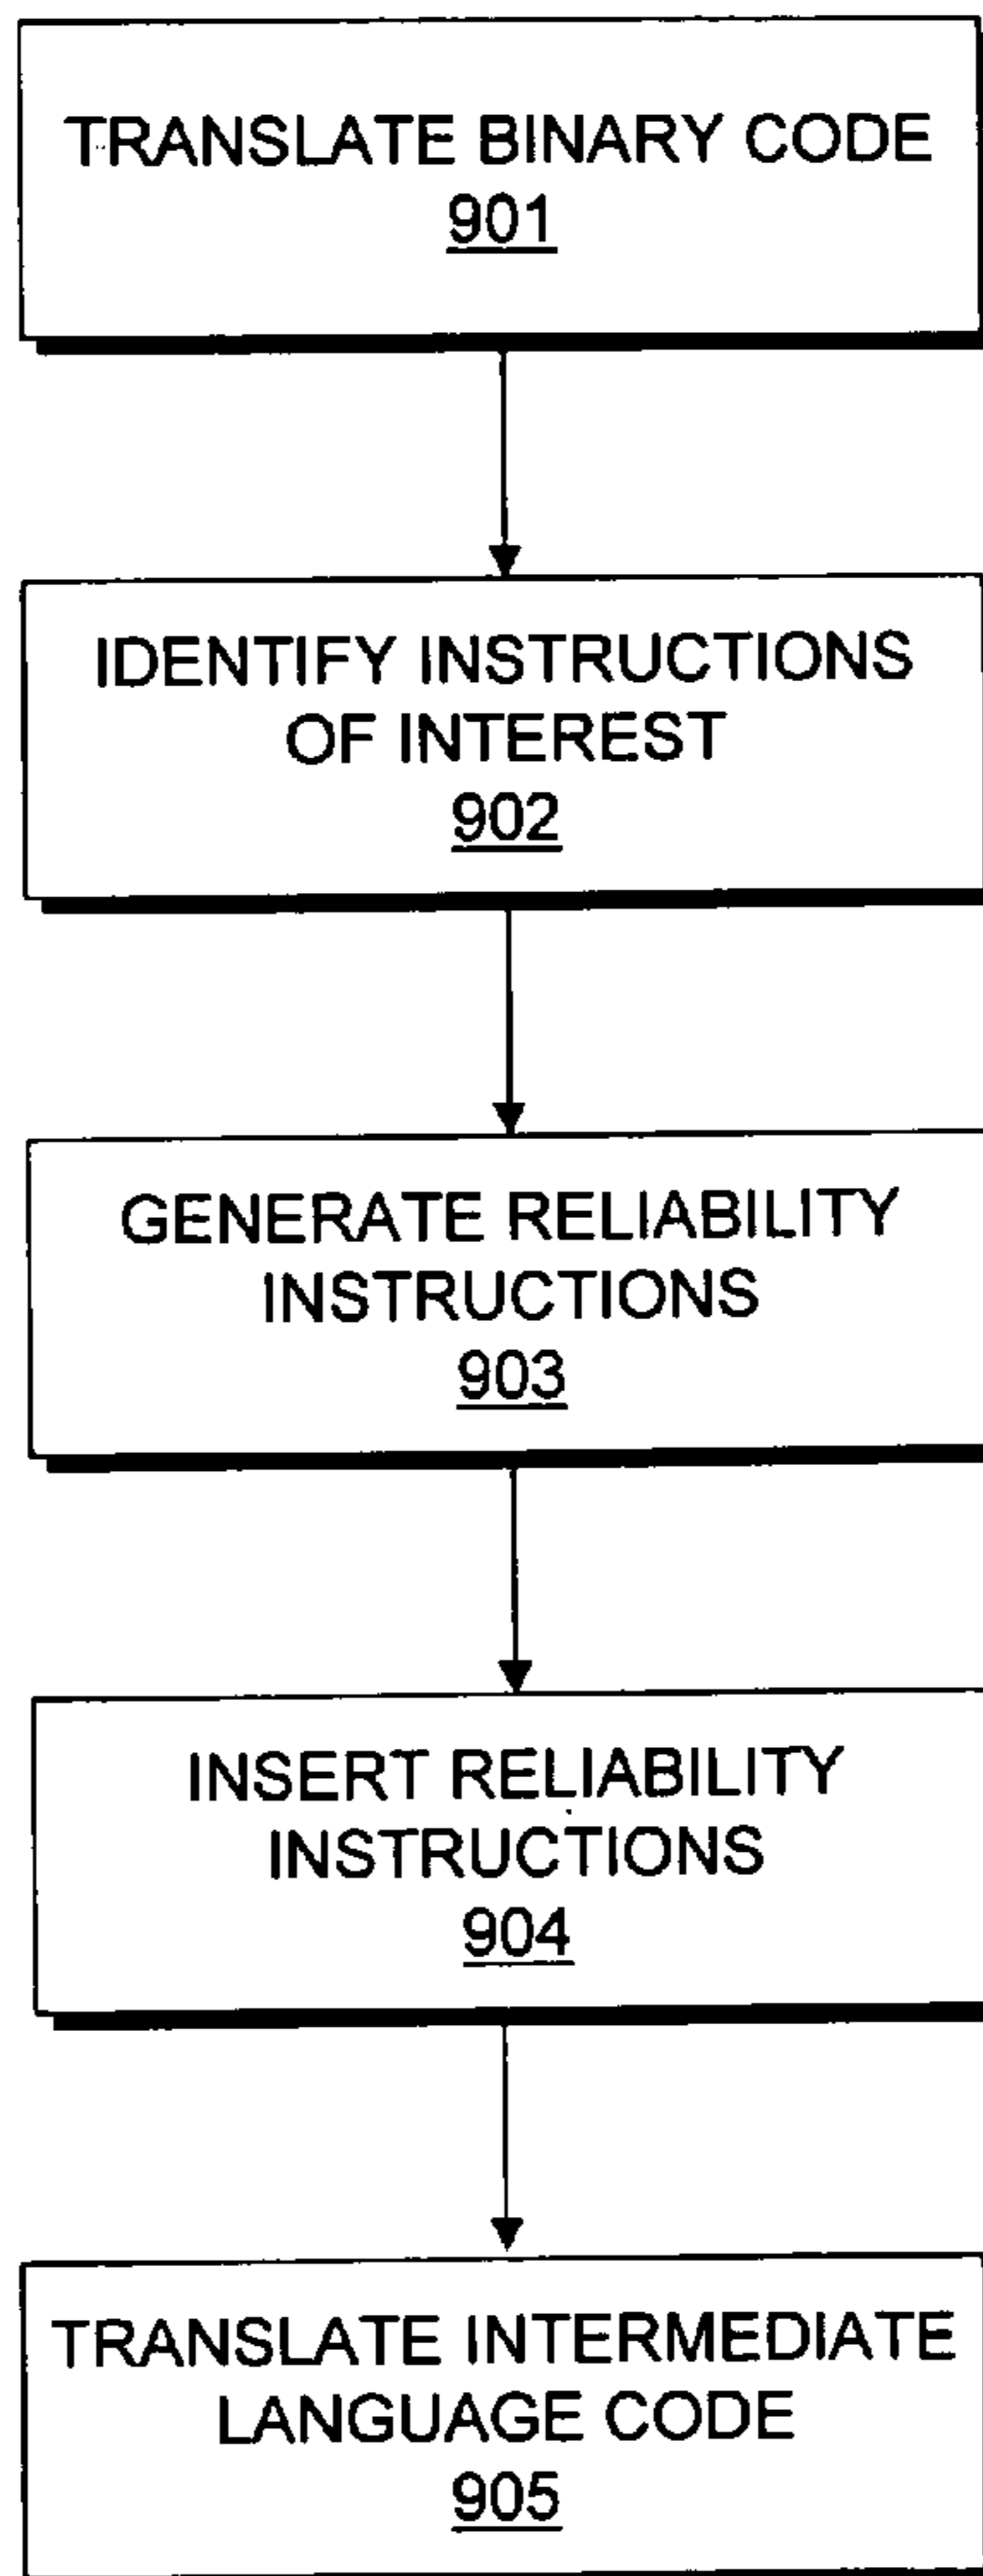 TRANSLATE BINARY CODE
901
IDENTIFY INSTRUCTIONS
OF INTEREST
902
GENERATE RELIABILITY
INSTRUCTIONS
903
INSERT RELIABILITY
INSTRUCTIONS
904
TRANSLATE INTERMEDIATE
LANGUAGE CODE
905